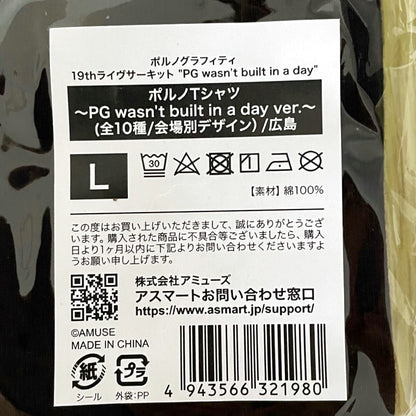 ポルノグラフィティ
19thライヴサーキット "PG wasn't built in a day"
ポルノTシャツ
～PG wasn't built in a day ver.～
(全10種/会場別デザイン) /広島
L
30
【素材】綿100%
この度はお買い上げいただきまして、誠にありがとうござ
います。購入された商品に不具合等ございましたら、購入
日より1ヶ月以内に下記よりお問い合わせくださいますよ
うお願い申し上げます。
株式会社アミューズ
アスマートお問い合わせ窓口
https://www.asmart.jp/support/
©AMUSE
MADE IN CHINA
紙
シール
プラ
外袋:PP
4 943566 321980